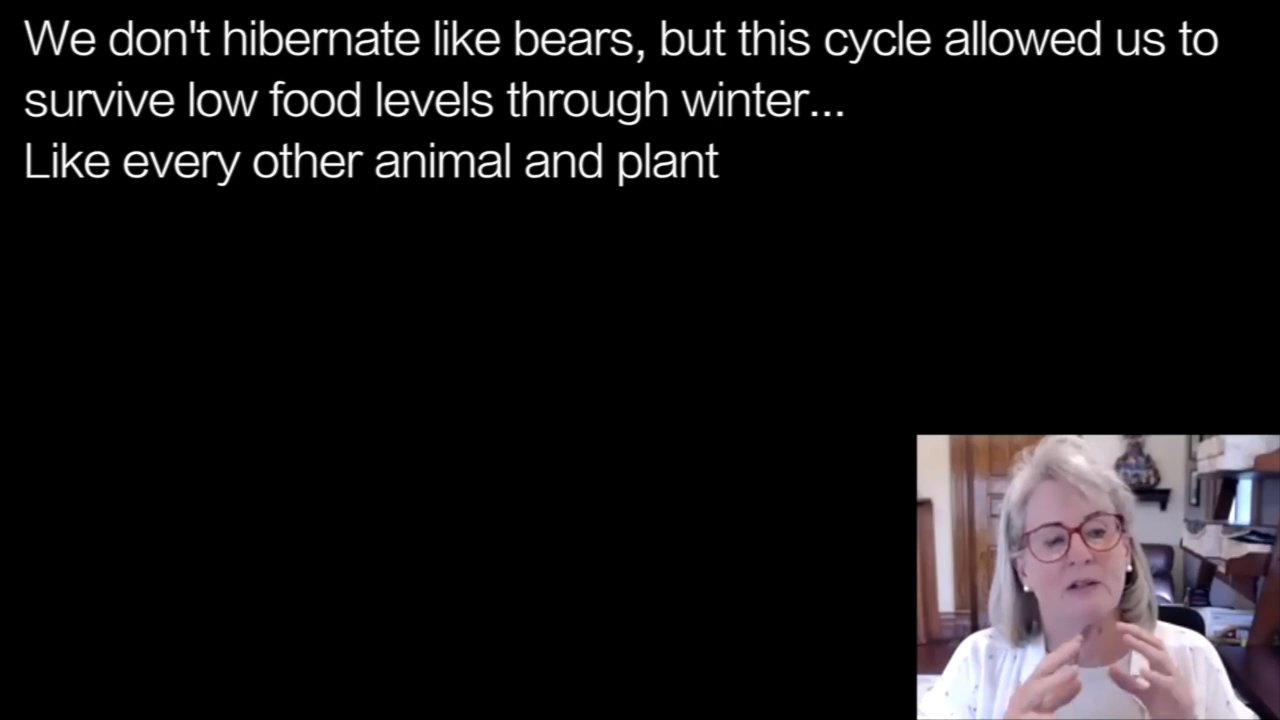 We don't hibernate like bears, but this cycle allowed us to
survive low food levels through winter...
Like every other animal and plant